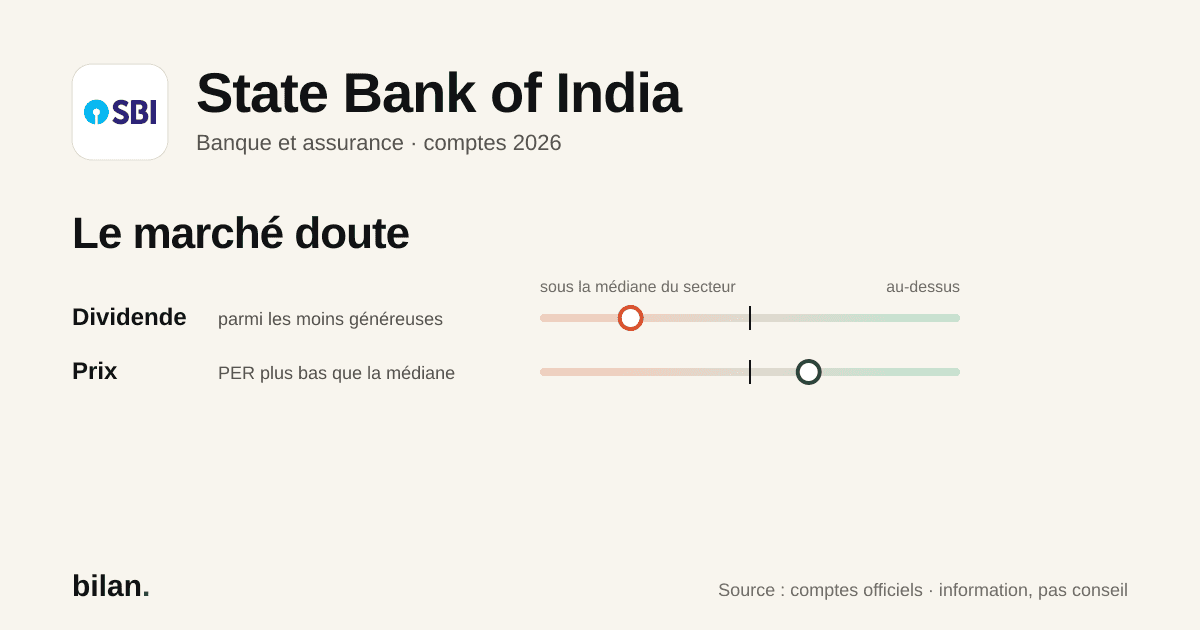 SBI
State Bank of India
Banque et assurance · comptes 2026
Le marché doute
sous la médiane du secteur au-dessus
Dividende parmi les moins généreuses
Prix PER plus bas que la médiane
bilan.
Source : comptes officiels · information, pas conseil